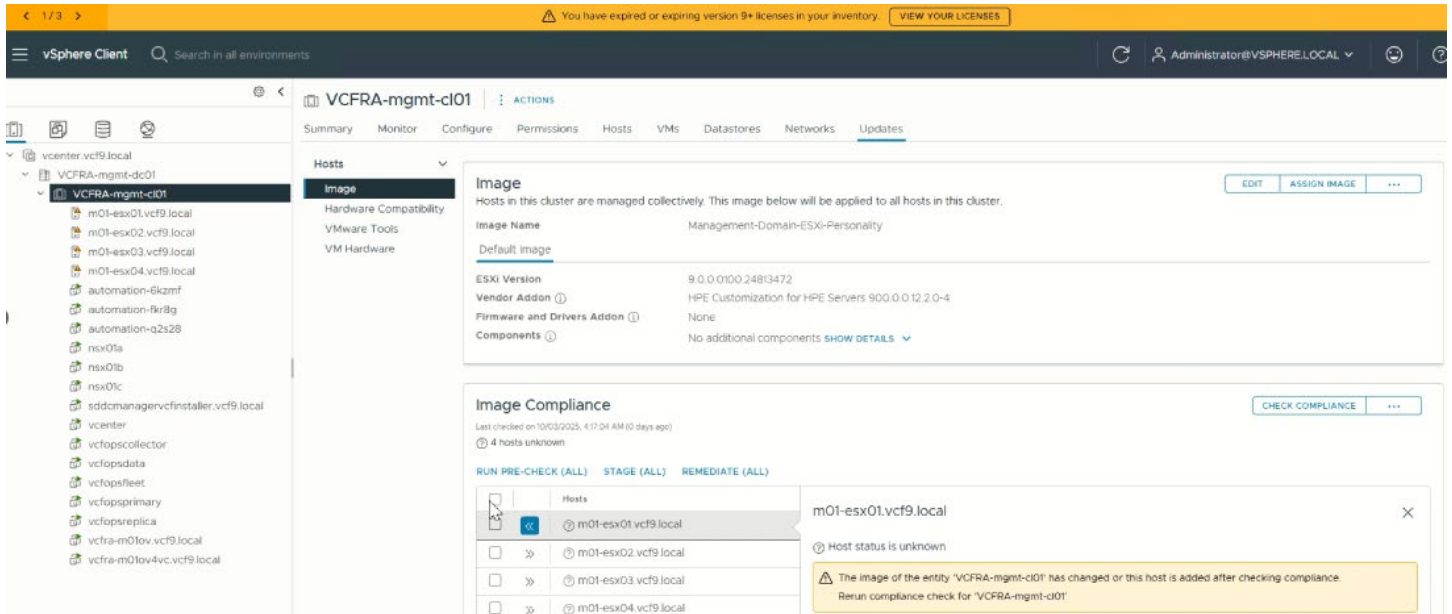 1/3
You have expired or expiring version 9+ licenses in your inventory. VIEW YOUR LICENSES
vSphere Client Search in all environments
Administrator@VSPHERE.LOCAL
VCFRA-mgmt-cl01 ACTIONS
Summary Monitor Configure Permissions Hosts VMs Datastores Networks Updates
vcenter.vcf9.local
VCFRA-mgmt-dc01
VCFRA-mgmt-cl01
m01-esx01.vcf9.local
m01-esx02.vcf9.local
m01-esx03.vcf9.local
m01-esx04.vcf9.local
automation-6kzmf
automation-fkr8g
automation-q2s28
nsx01a
nsx01b
nsx01c
sddcmanagervcfinstaller.vcf9.local
vcenter
vcfopscollector
vcfopsdata
vcfopsfleet
vcfopsprimary
vcfopsreplica
vcfra-m01ov.vcf9.local
vcfra-m01ov4vc.vcf9.local
Hosts
Image
Hardware Compatibility
VMware Tools
VM Hardware
Image
EDIT ASSIGN IMAGE ...
Hosts in this cluster are managed collectively. This image below will be applied to all hosts in this cluster.
Image Name Management-Domain-ESXi-Personality
Default image
ESXi Version 9.0.0.0100.24813472
Vendor Addon HPE Customization for HPE Servers 900.0.0.12.2.0-4
Firmware and Drivers Addon None
Components No additional components SHOW DETAILS
Image Compliance
CHECK COMPLIANCE ...
Last checked on 10/03/2025, 4:17:04 AM (0 days ago)
4 hosts unknown
RUN PRE-CHECK (ALL) STAGE (ALL) REMEDIATE (ALL)
Hosts
m01-esx01.vcf9.local
m01-esx02.vcf9.local
m01-esx03.vcf9.local
m01-esx04.vcf9.local
m01-esx01.vcf9.local
Host status is unknown
The image of the entity 'VCFRA-mgmt-cl01' has changed or this host is added after checking compliance.
Rerun compliance check for 'VCFRA-mgmt-cl01'